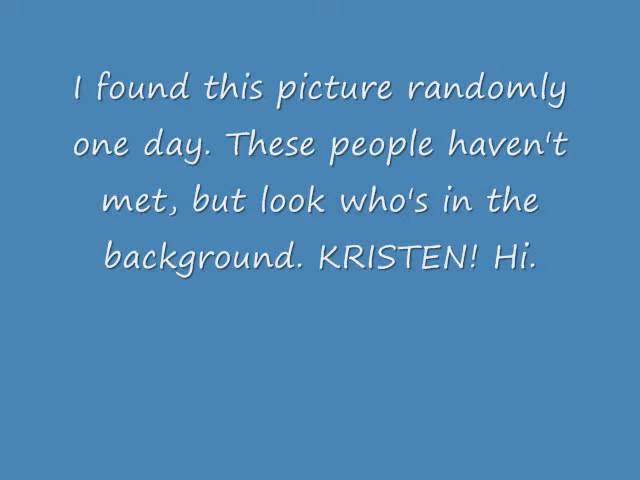 I found this picture randomly
one day. These people haven't
met, but look who's in the
background. KRISTEN! Hi.